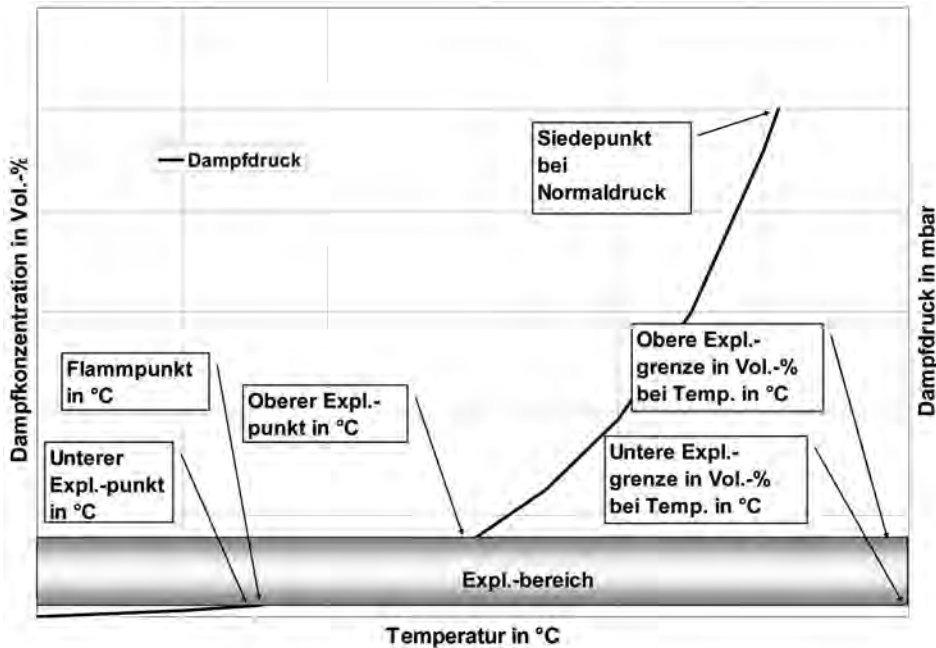 Dampfkonzentration in Vol.-%
Dampfdruck
Siedepunkt
bei
Normaldruck
Dampfdruck in mbar
Flammpunkt
in °C
Oberer Expl.-
punkt in °C
Obere Expl.-
grenze in Vol.-%
bei Temp. in °C
Unterer
Expl.-punkt
in °C
Untere Expl.-
grenze in Vol.-%
bei Temp. in °C
Expl.-bereich
Temperatur in °C